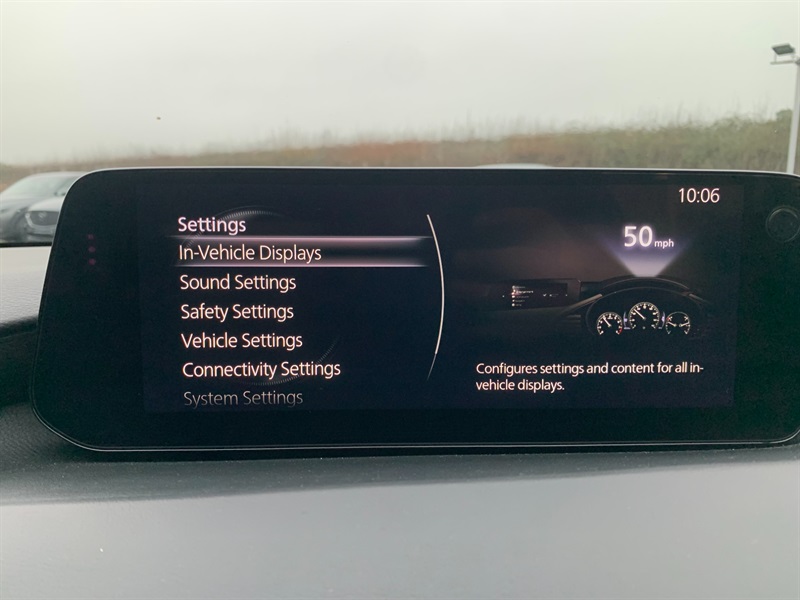 10:06
Settings
In-Vehicle Displays
Sound Settings
Safety Settings
Vehicle Settings
Connectivity Settings
System Settings
50 mph
Configures settings and content for all in-
vehicle displays.